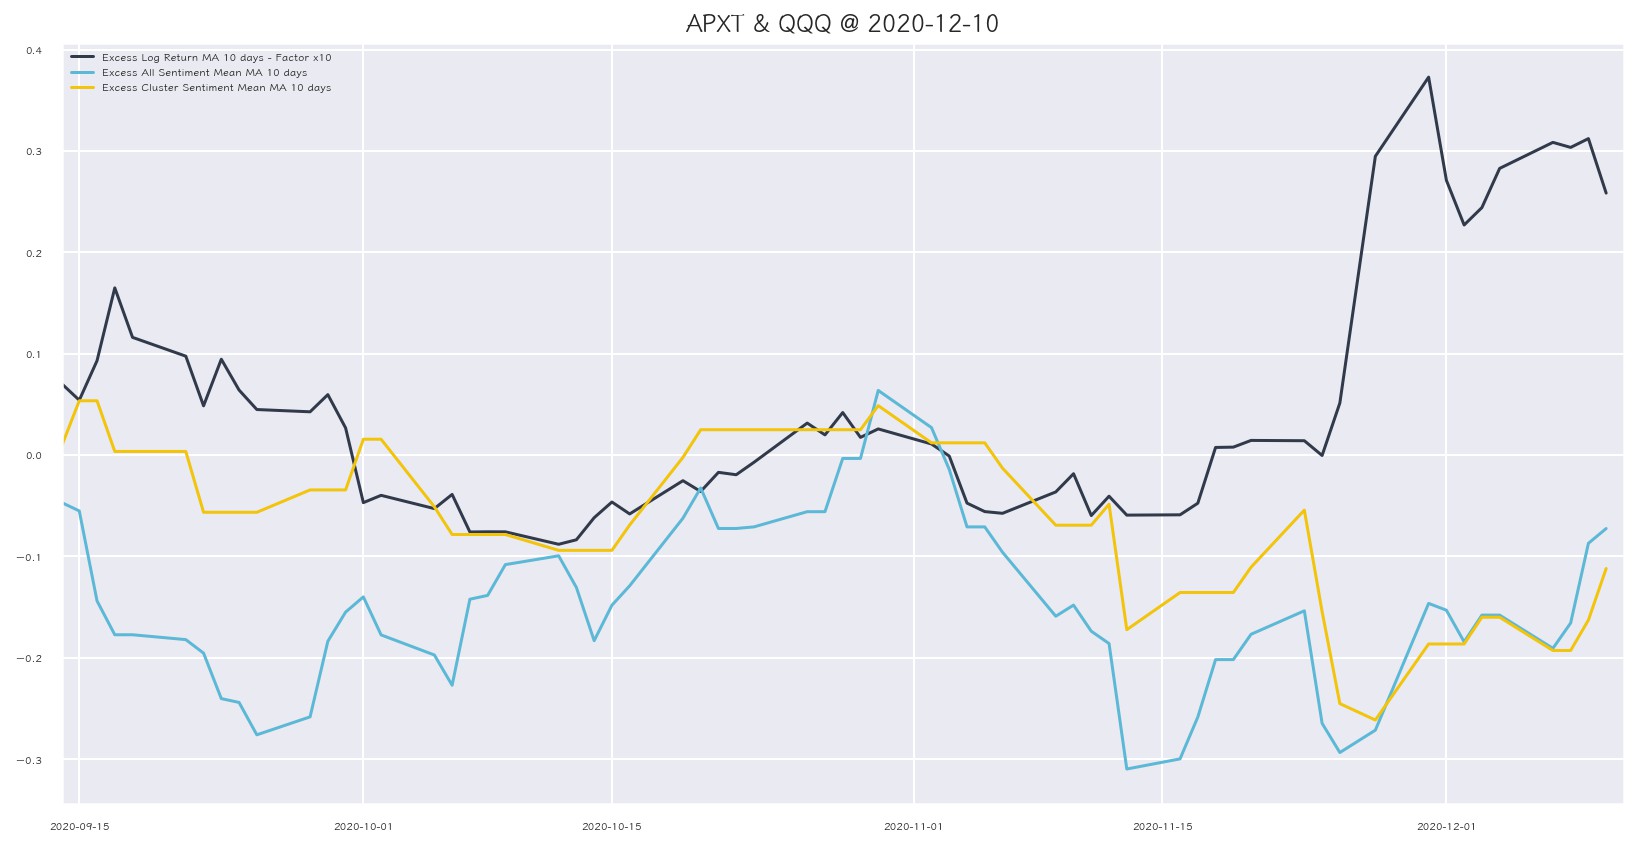 APXT & QQQ @ 2020-12-10
Excess Log Return MA 10 days - Factor x10
Excess All Sentiment Mean MA 10 days
Excess Cluster Sentiment Mean MA 10 days
0.4
0.3
0.2
0.1
0.0
−0.1
−0.2
−0.3
2020-09-15 2020-10-01 2020-10-15 2020-11-01 2020-11-15 2020-12-01